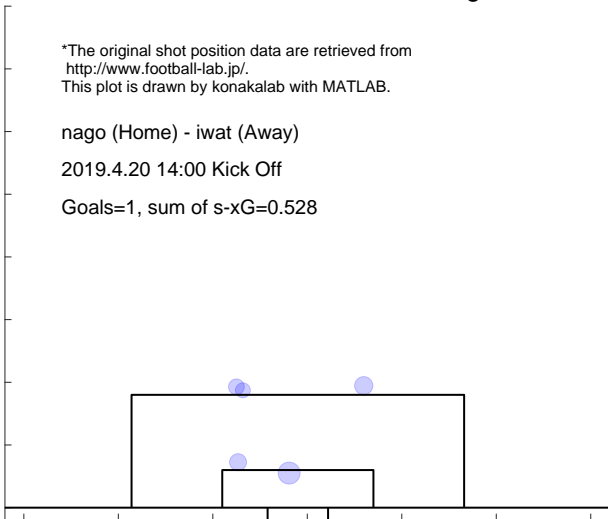 *The original shot position data are retrieved from
http://www.football-lab.jp/.
This plot is drawn by konakalab with MATLAB.
nago (Home) - iwat (Away)
2019.4.20 14:00 Kick Off
Goals=1, sum of s-xG=0.528